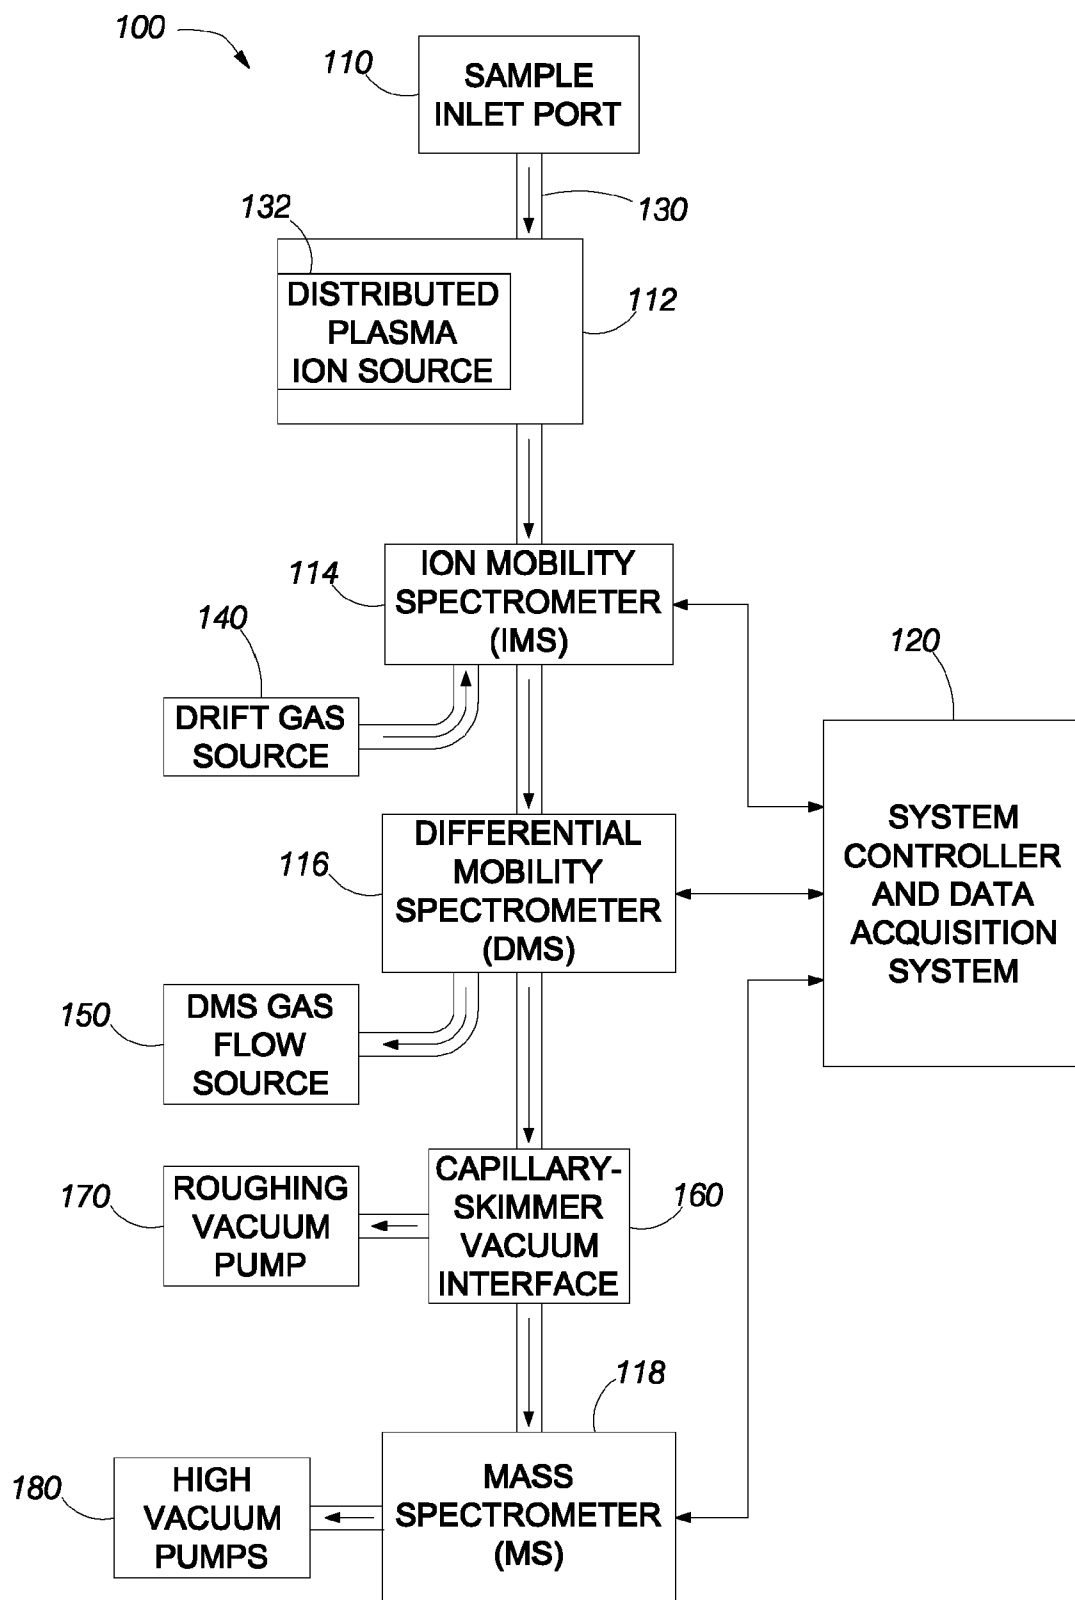 100
110
SAMPLE
INLET PORT
130
132
DISTRIBUTED
PLASMA
ION SOURCE
112
114
ION MOBILITY
SPECTROMETER
(IMS)
140
DRIFT GAS
SOURCE
120
SYSTEM
CONTROLLER
AND DATA
ACQUISITION
SYSTEM
116
DIFFERENTIAL
MOBILITY
SPECTROMETER
(DMS)
150
DMS GAS
FLOW
SOURCE
170
ROUGHING
VACUUM
PUMP
CAPILLARY-
SKIMMER
VACUUM
INTERFACE
160
118
180
HIGH
VACUUM
PUMPS
MASS
SPECTROMETER
(MS)